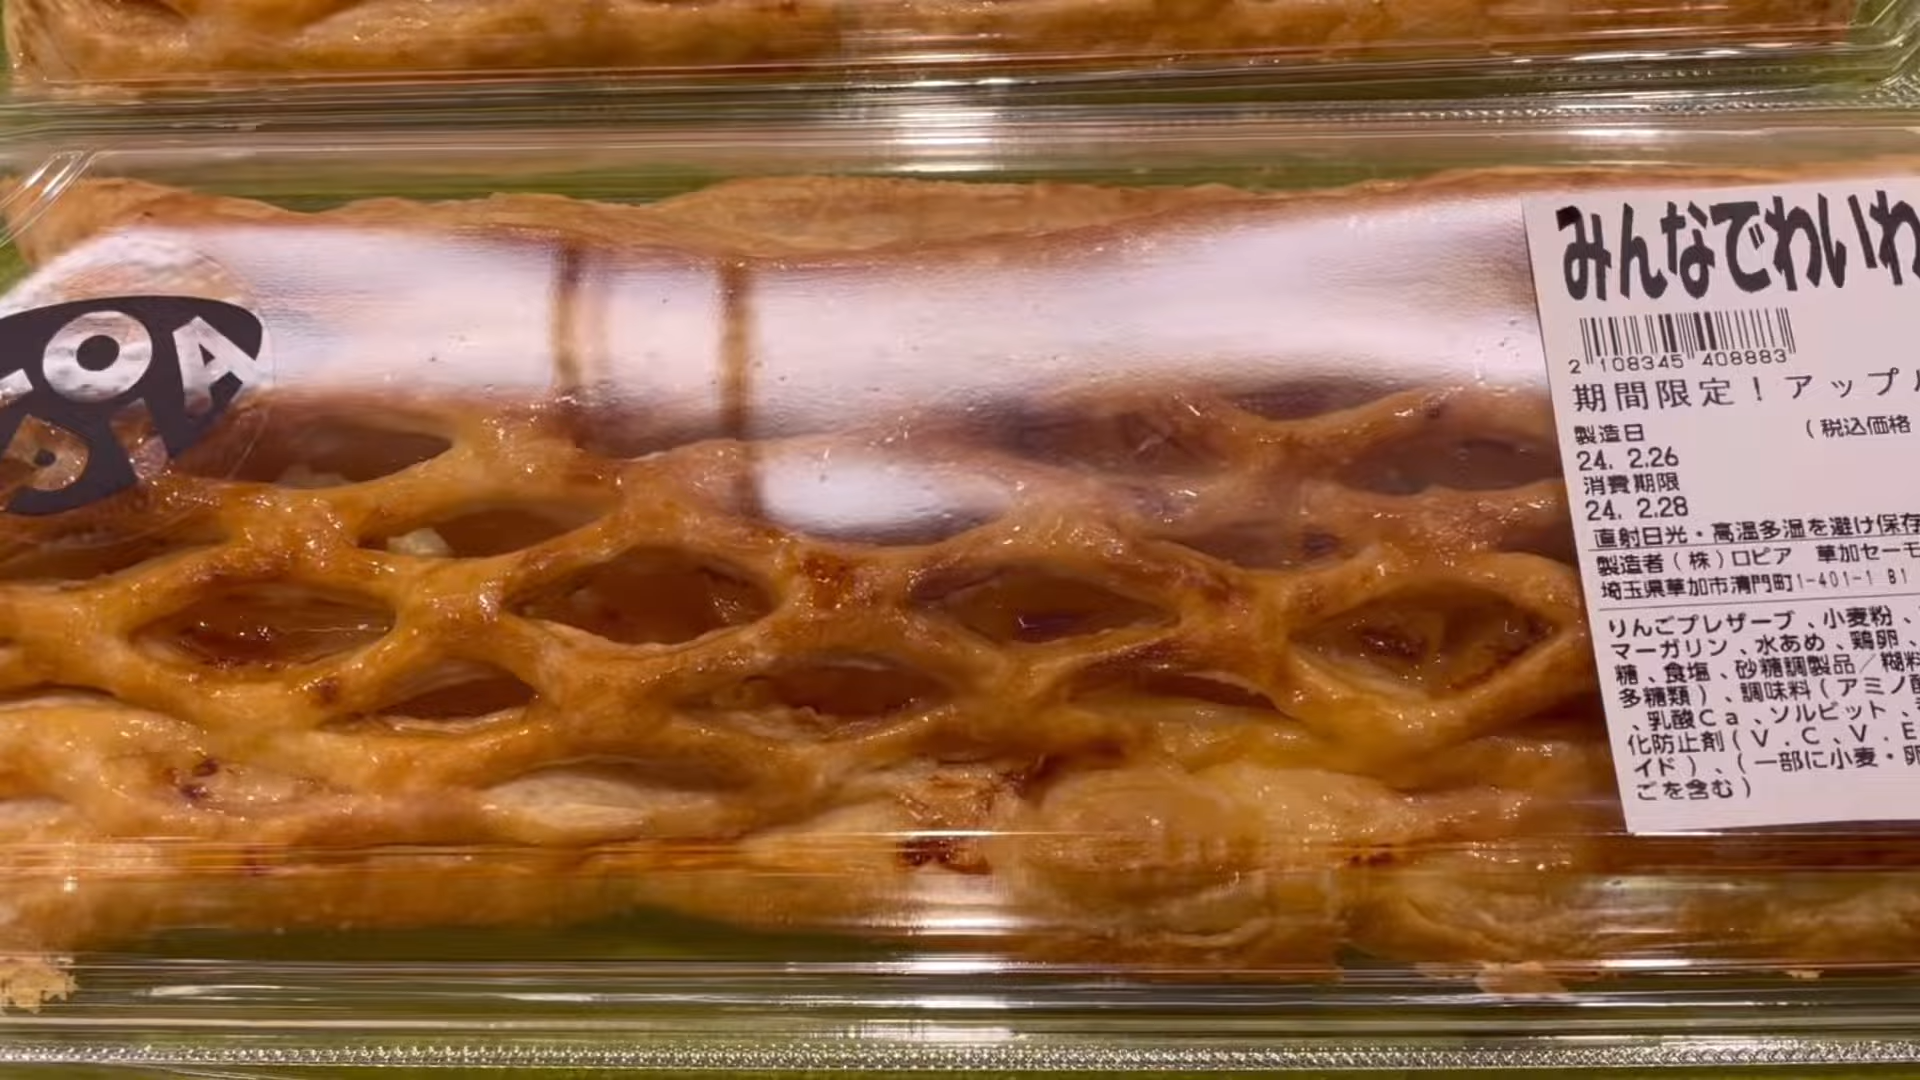 OA
みんなでわいわ
2 108345 408883
期間限定！アップル
製造日
（税込価格
24. 2.26
消費期限
24. 2.28
直射日光・高温多湿を避け保存
製造者（株）ロピア 草加セーモ
埼玉県草加市清門町1-401-1 B1
りんごプレザーブ、小麦粉、
マーガリン、水あめ、鶏卵、
糖、食塩、砂糖調製品／糊料
多糖類）、調味料（アミノ酸
、乳酸Ca、ソルビット、
化防止剤（V.C、V.E
イド）、（一部に小麦・卵
ごを含む）